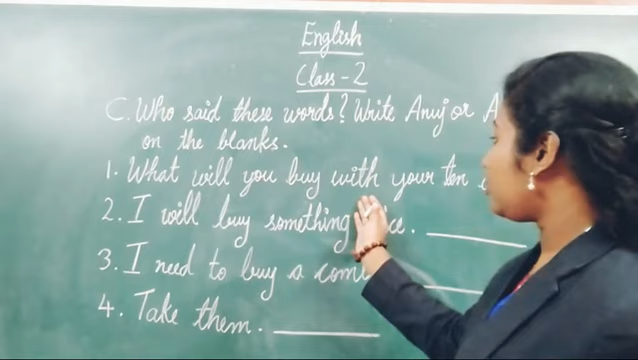 English
Class-2
C. Who said these words? Write Anuj or A
on the blanks.
1. What will you buy with your ten
2. I will buy something
3. I need to buy a
4. Take them.